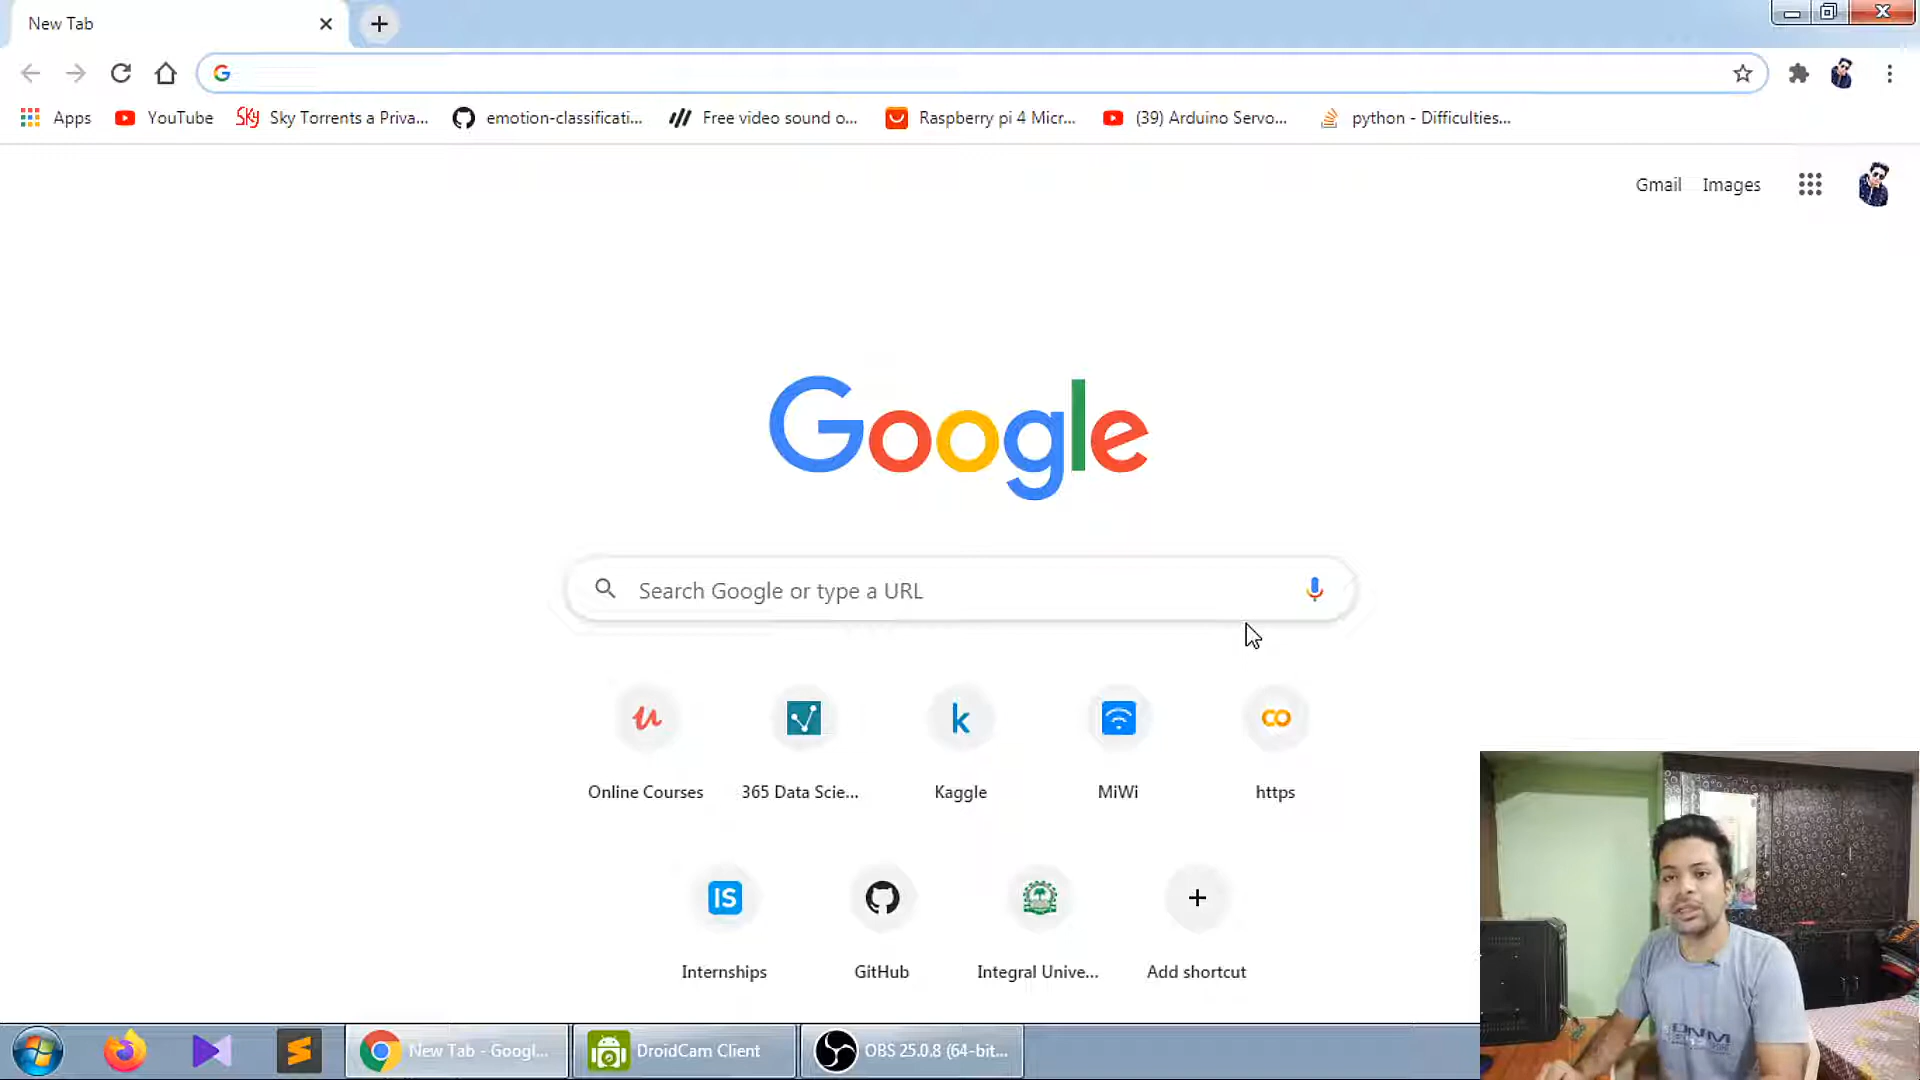 New Tab
Apps
YouTube
Sky Torrents a Priva...
emotion-classificati...
Free video sound o...
Raspberry pi 4 Micr...
(39) Arduino Servo...
python - Difficulties...
Gmail
Images
Google
Search Google or type a URL
Online Courses
365 Data Scie...
Kaggle
MiWi
https
Internships
GitHub
Integral Unive...
Add shortcut
New Tab - Googl...
DroidCam Client
OBS 25.0.8 (64-bit...